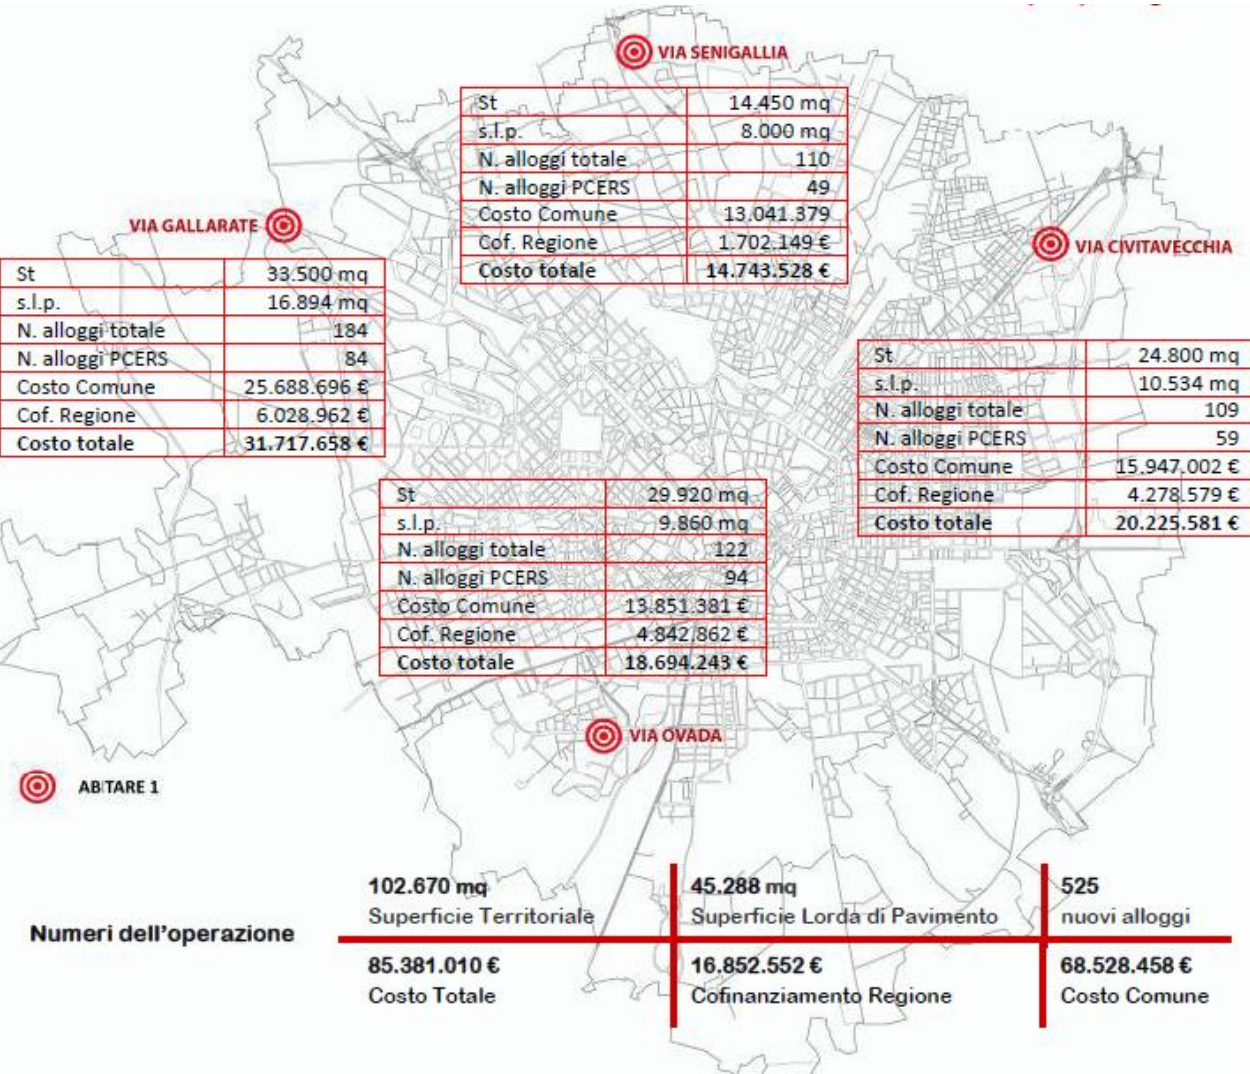 VIA SENIGALLIA
St 14.450 mq
s.l.p. 8.000 mq
N. alloggi totale 110
N. alloggi PCERS 49
Costo Comune 13.041.379
Cof. Regione 1.702.149 €
Costo totale 14.743.528 €
VIA GALLARATE
St 33.500 mq
s.l.p. 16.894 mq
N. alloggi totale 184
N. alloggi PCERS 84
Costo Comune 25.688.696 €
Cof. Regione 6.028.962 €
Costo totale 31.717.658 €
VIA CIVITAVECCHIA
St 24.800 mq
s.l.p. 10.534 mq
N. alloggi totale 109
N. alloggi PCERS 59
Costo Comune 15.947.002 €
Cof. Regione 4.278.579 €
Costo totale 20.225.581 €
St 29.920 mq
s.l.p. 9.860 mq
N. alloggi totale 122
N. alloggi PCERS 94
Costo Comune 13.851.381 €
Cof. Regione 4.842.862 €
Costo totale 18.694.243 €
VIA OVADA
ABITARE 1
Numeri dell'operazione
102.670 mq 45.288 mq 525
Superficie Territoriale Superficie Lorda di Pavimento nuovi alloggi
85.381.010 € 16.852.552 € 68.528.458 €
Costo Totale Cofinanziamento Regione Costo Comune